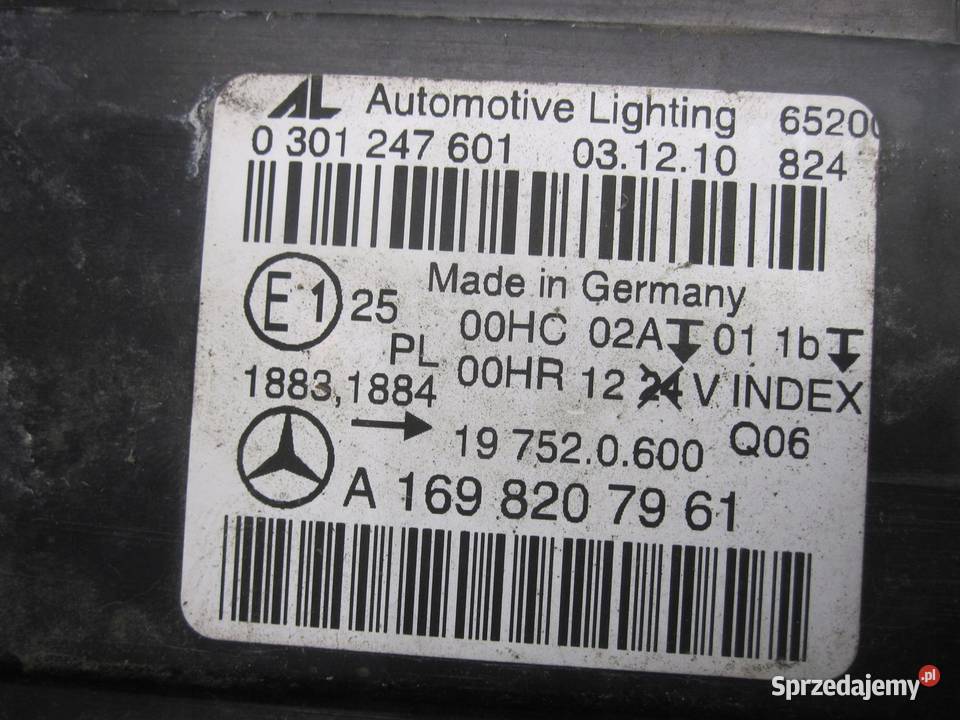 AL Automotive Lighting 6520
0 301 247 601 03.12.10 824
Made in Germany
E1 25 00HC 02A 01 1b
PL 00HR 12 24 V INDEX
1883,1884
19 752.0.600 Q06
A 169 820 79 61
Sprzedajemy.pl